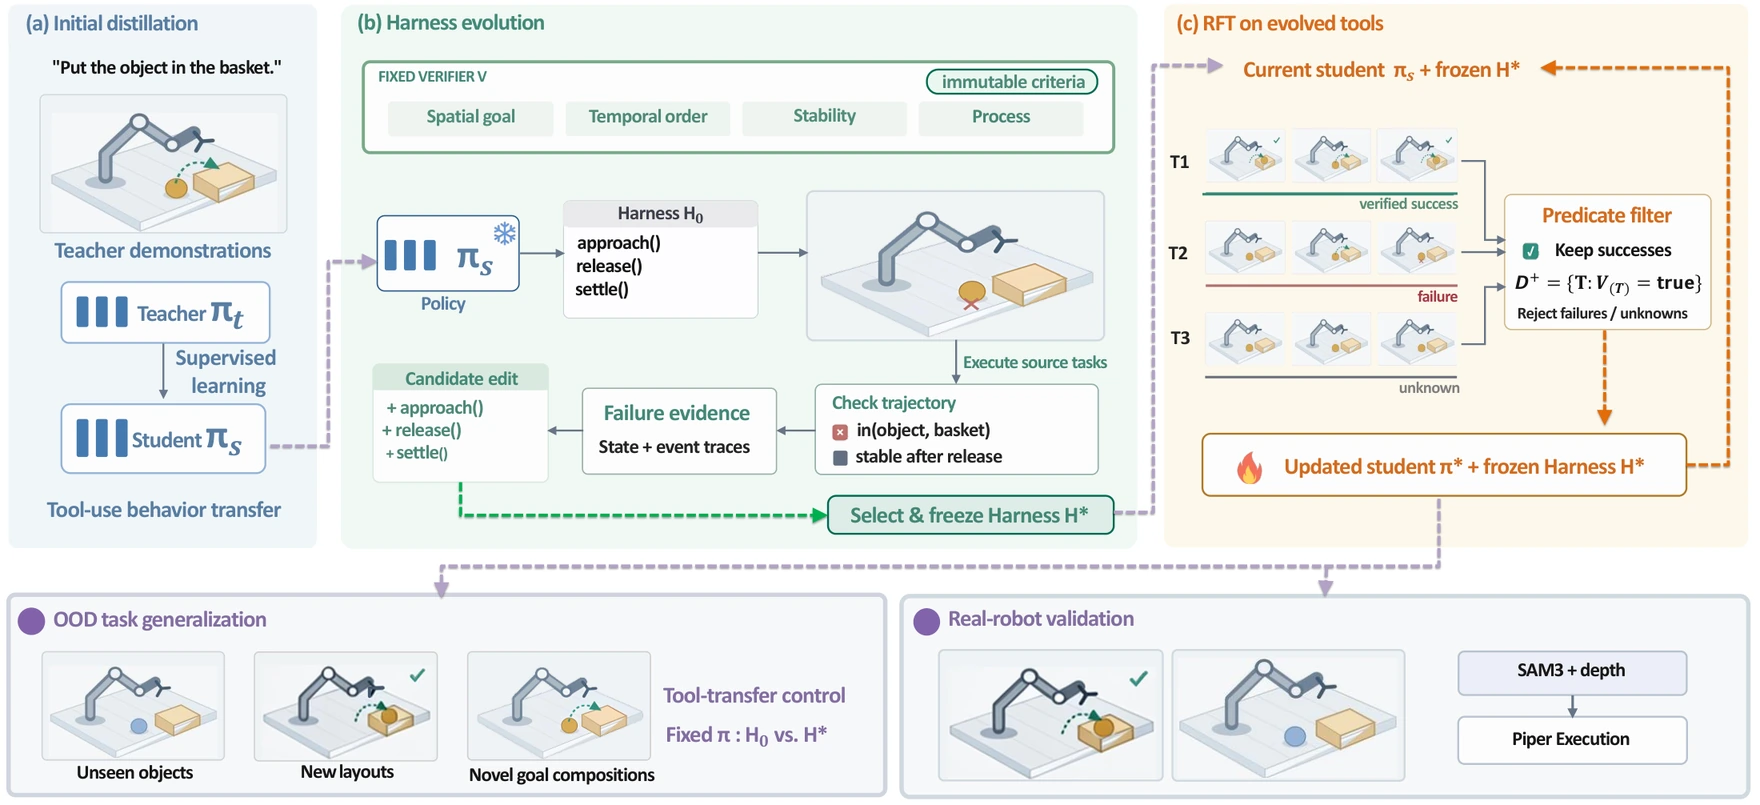 (a) Initial distillation
"Put the object in the basket."
Teacher demonstrations
Teacher πt
Supervised
learning
Student πs
Tool-use behavior transfer
(b) Harness evolution
FIXED VERIFIER V
immutable criteria
Spatial goal
Temporal order
Stability
Process
πs
Policy
Harness H0
approach()
release()
settle()
Execute source tasks
Check trajectory
in(object, basket)
stable after release
Failure evidence
State + event traces
Candidate edit
+ approach()
+ release()
+ settle()
Select & freeze Harness H*
(c) RFT on evolved tools
Current student πs + frozen H*
T1
verified success
T2
failure
T3
unknown
Predicate filter
Keep successes
D⁺ = {T: V(T) = true}
Reject failures / unknowns
Updated student π* + frozen Harness H*
OOD task generalization
Unseen objects
New layouts
Novel goal compositions
Tool-transfer control
Fixed π : H0 vs. H*
Real-robot validation
SAM3 + depth
Piper Execution